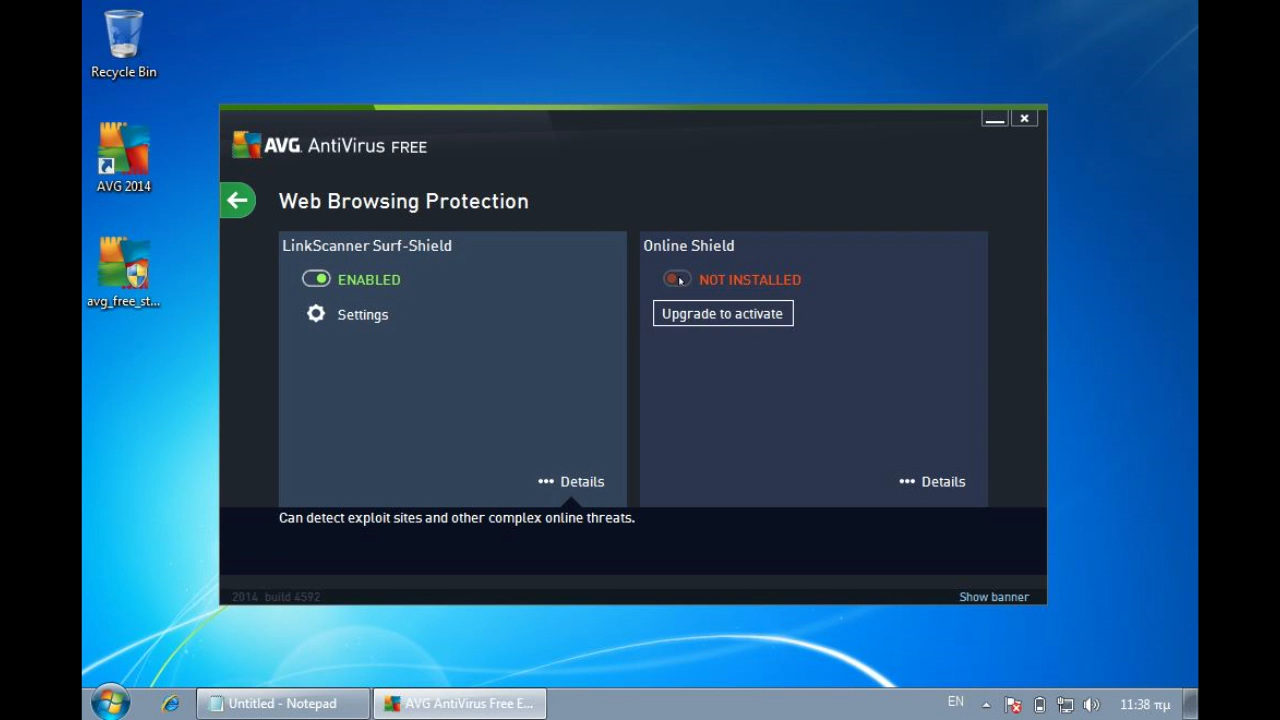 Recycle Bin
AVG 2014
avg_free_st...
AVG. AntiVirus FREE
Web Browsing Protection
LinkScanner Surf-Shield
ENABLED
Settings
••• Details
Online Shield
NOT INSTALLED
Upgrade to activate
••• Details
Can detect exploit sites and other complex online threats.
2014 build 4592
Show banner
Untitled - Notepad
AVG AntiVirus Free E...
EN
11:38 πμ